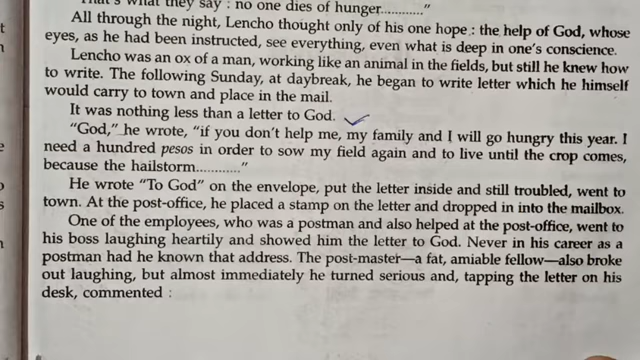 That's what they say : no one dies of hunger............"
All through the night, Lencho thought only of his one hope : the help of God, whose
eyes, as he had been instructed, see everything, even what is deep in one's conscience.
Lencho was an ox of a man, working like an animal in the fields, but still he knew how
to write. The following Sunday, at daybreak, he began to write letter which he himself
would carry to town and place in the mail.
It was nothing less than a letter to God.
"God," he wrote, "if you don't help me, my family and I will go hungry this year. I
need a hundred pesos in order to sow my field again and to live until the crop comes,
because the hailstorm............"
He wrote "To God" on the envelope, put the letter inside and still troubled, went to
town. At the post-office, he placed a stamp on the letter and dropped in into the mailbox.
One of the employees, who was a postman and also helped at the post-office, went to
his boss laughing heartily and showed him the letter to God. Never in his career as a
postman had he known that address. The post-master—a fat, amiable fellow—also broke
out laughing, but almost immediately he turned serious and, tapping the letter on his
desk, commented :